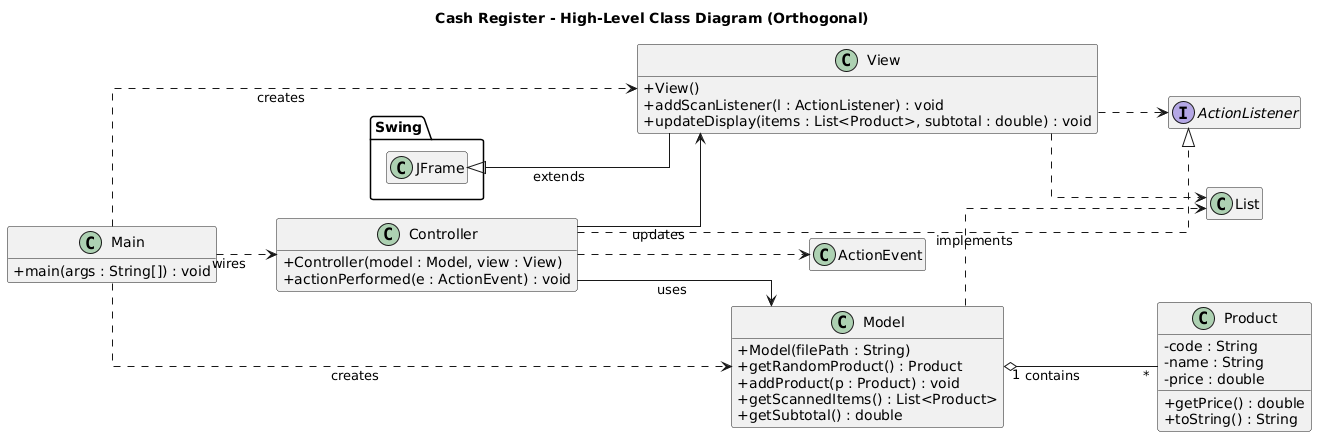 Cash Register - High-Level Class Diagram (Orthogonal)
C View
+View()
+addScanListener(l : ActionListener) : void
+updateDisplay(items : List<Product>, subtotal : double) : void
creates
I ActionListener
Swing
C JFrame
extends
C List
C Main
+main(args : String[]) : void
wires
C Controller
+Controller(model : Model, view : View)
+actionPerformed(e : ActionEvent) : void
updates
implements
C ActionEvent
uses
C Model
+Model(filePath : String)
+getRandomProduct() : Product
+addProduct(p : Product) : void
+getScannedItems() : List<Product>
+getSubtotal() : double
creates
1 contains
*
C Product
-code : String
-name : String
-price : double
+getPrice() : double
+toString() : String